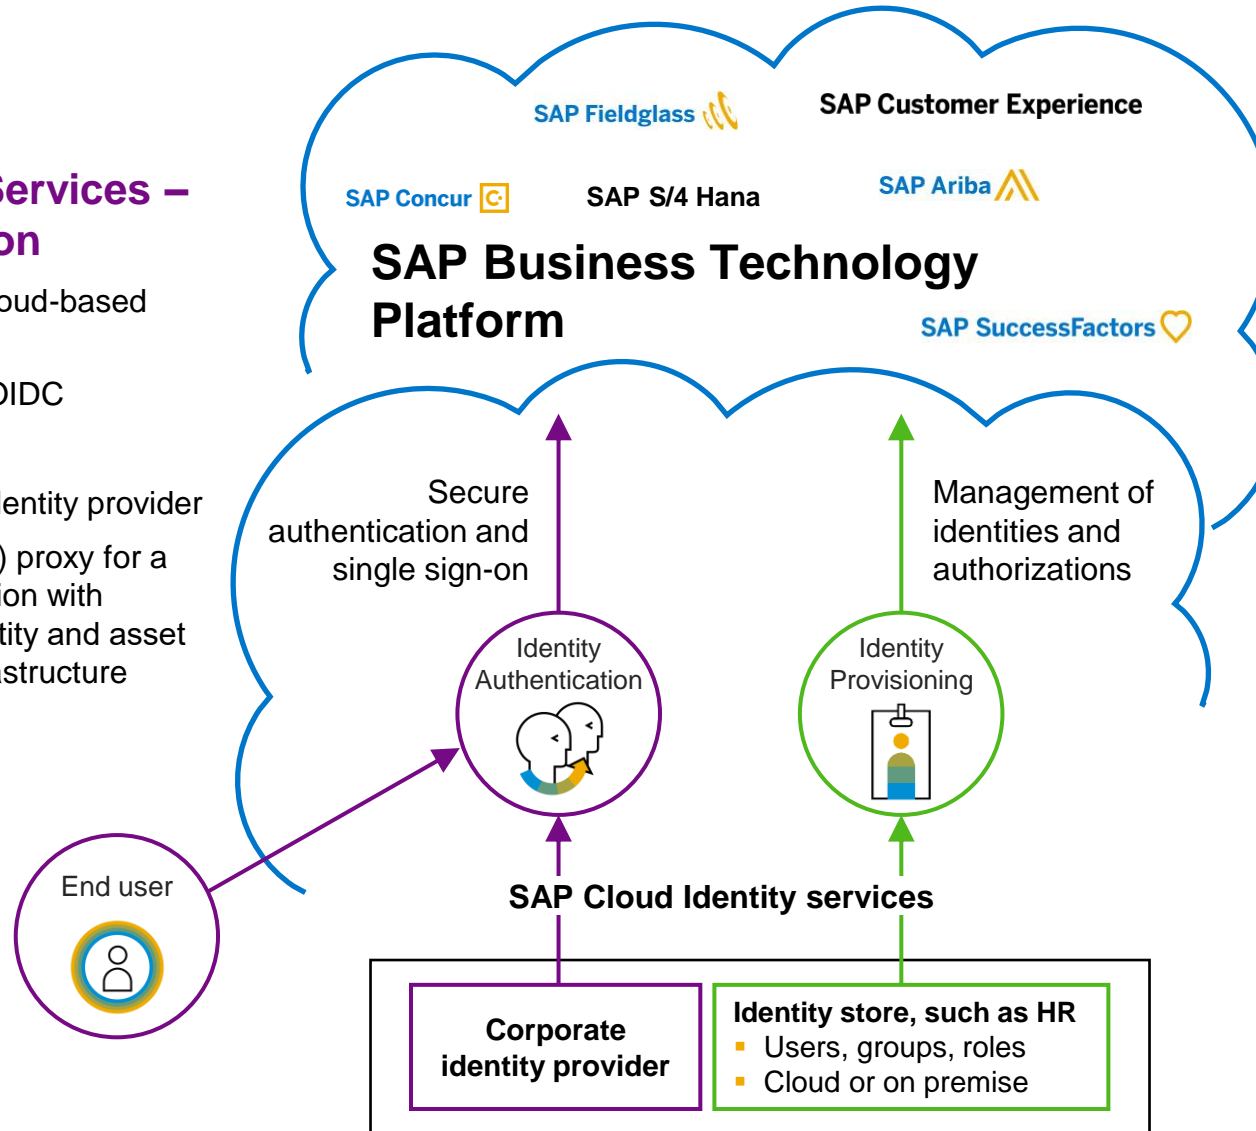 Services –
on
oud-based
OIDC
lentity provider
) proxy for a
ion with
tity and asset
astructure
SAP Fieldglass
SAP Customer Experience
SAP Concur
SAP S/4 Hana
SAP Ariba
SAP Business Technology
Platform
SAP SuccessFactors
Secure
authentication and
single sign-on
Management of
identities and
authorizations
Identity
Authentication
Identity
Provisioning
End user
SAP Cloud Identity services
Corporate
identity provider
Identity store, such as HR
▪ Users, groups, roles
▪ Cloud or on premise